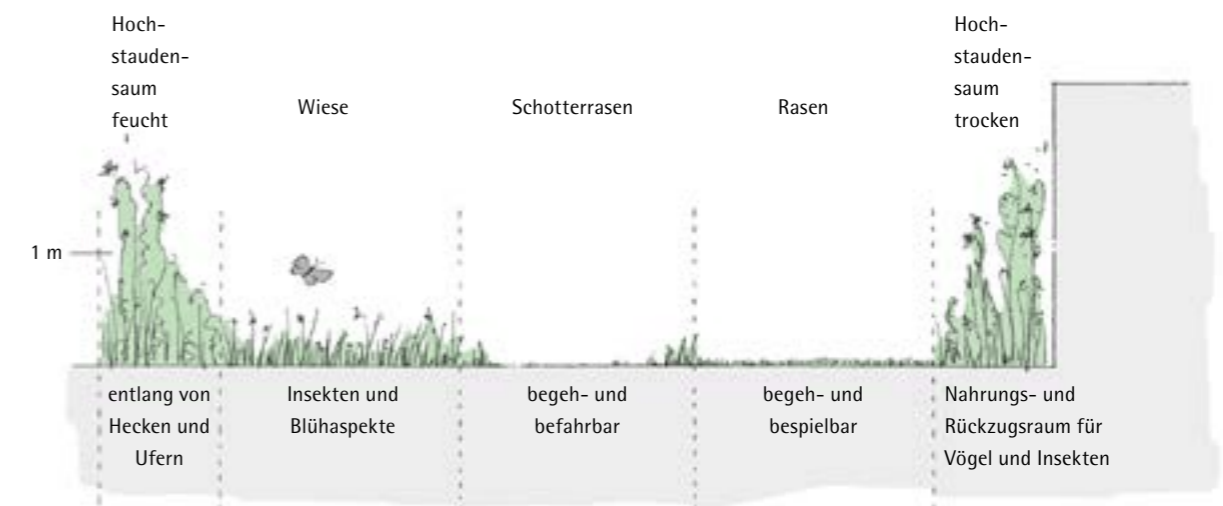 Hoch-
stauden-
saum
feucht
Wiese
Schotterrasen
Rasen
Hoch-
stauden-
saum
trocken
1 m
entlang von
Hecken und
Ufern
Insekten und
Blühaspekte
begeh- und
befahrbar
begeh- und
bespielbar
Nahrungs- und
Rückzugsraum für
Vögel und Insekten